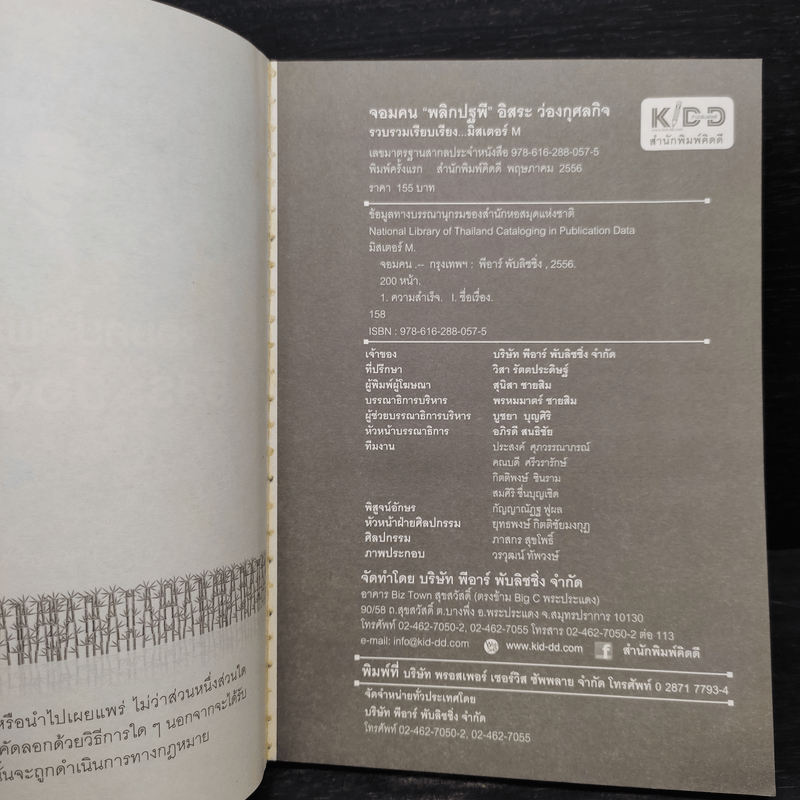 หรือนำไปเผยแพร่ ไม่ว่าส่วนหนึ่งส่วนใด
คัดลอกด้วยวิธีการใด ๆ นอกจากจะได้รับ
นั้นจะถูกดำเนินการทางกฎหมาย
จอมคน "พลิกปฐพี" อิสระ ว่องกุศลกิจ
รวบรวมเรียบเรียง...มิสเตอร์ M
KIDD
สำนักพิมพ์คิดดี
เลขมาตรฐานสากลประจำหนังสือ 978-616-288-057-5
พิมพ์ครั้งแรก สำนักพิมพ์คิดดี พฤษภาคม 2556
ราคา 155 บาท
ข้อมูลทางบรรณานุกรมของสำนักหอสมุดแห่งชาติ
National Library of Thailand Cataloging in Publication Data
มิสเตอร์ M.
จอมคน .-- กรุงเทพฯ : พีอาร์ พับลิชชิ่ง , 2556.
200 หน้า.
1. ความสำเร็จ. I. ชื่อเรื่อง.
158
ISBN : 978-616-288-057-5
เจ้าของ บริษัท พีอาร์ พับลิชชิ่ง จำกัด
ที่ปรึกษา วิสา รัตตประดิษฐ์
ผู้พิมพ์ผู้โฆษณา สุนิสา ชายสิม
บรรณาธิการบริหาร พรหมมาตร์ ชายสิม
ผู้ช่วยบรรณาธิการบริหาร บูชยา บุญศิริ
หัวหน้าบรรณาธิการ อภิรดี สนธิชัย
ทีมงาน ประสงค์ ศุภวรรณาภรณ์
คณบดี ศรีวรารักษ์
กิตติพงษ์ ชินราม
สมศิริ ชื่นบุญเชิด
พิสูจน์อักษร กัญญาณัฏฐ ฟูผล
หัวหน้าฝ่ายศิลปกรรม ยุทธพงษ์ กิตติชัยมงกุฎ
ศิลปกรรม ภาสกร สุขโพธิ์
ภาพประกอบ วรวุฒน์ ทัพวงษ์
จัดทำโดย บริษัท พีอาร์ พับลิชชิ่ง จำกัด
อาคาร Biz Town สุขสวัสดิ์ (ตรงข้าม Big C พระประแดง)
90/58 ถ.สุขสวัสดิ์ ต.บางพึ่ง อ.พระประแดง จ.สมุทรปราการ 10130
โทรศัพท์ 02-462-7050-2, 02-462-7055 โทรสาร 02-462-7050-2 ต่อ 113
e-mail: info@kid-dd.com www.kid-dd.com f สำนักพิมพ์คิดดี
พิมพ์ที่ บริษัท พรอสเพอร์ เซอร์วิส ซัพพลาย จำกัด โทรศัพท์ 0 2871 7793-4
จัดจำหน่ายทั่วประเทศโดย
บริษัท พีอาร์ พับลิชชิ่ง จำกัด
โทรศัพท์ 02-462-7050-2, 02-462-7055